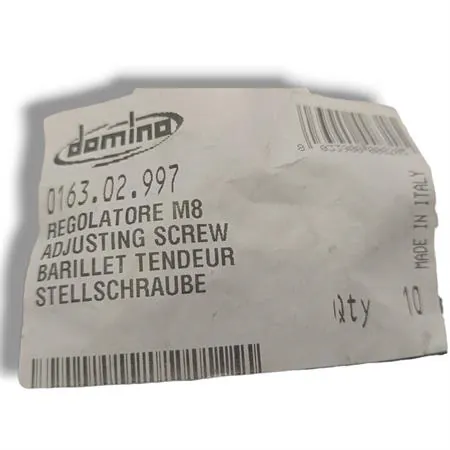 domino
0163.02.997
REGOLATORE M8
ADJUSTING SCREW
BARILLET TENDEUR
STELLSCHRAUBE
Qty 10
MADE IN ITALY